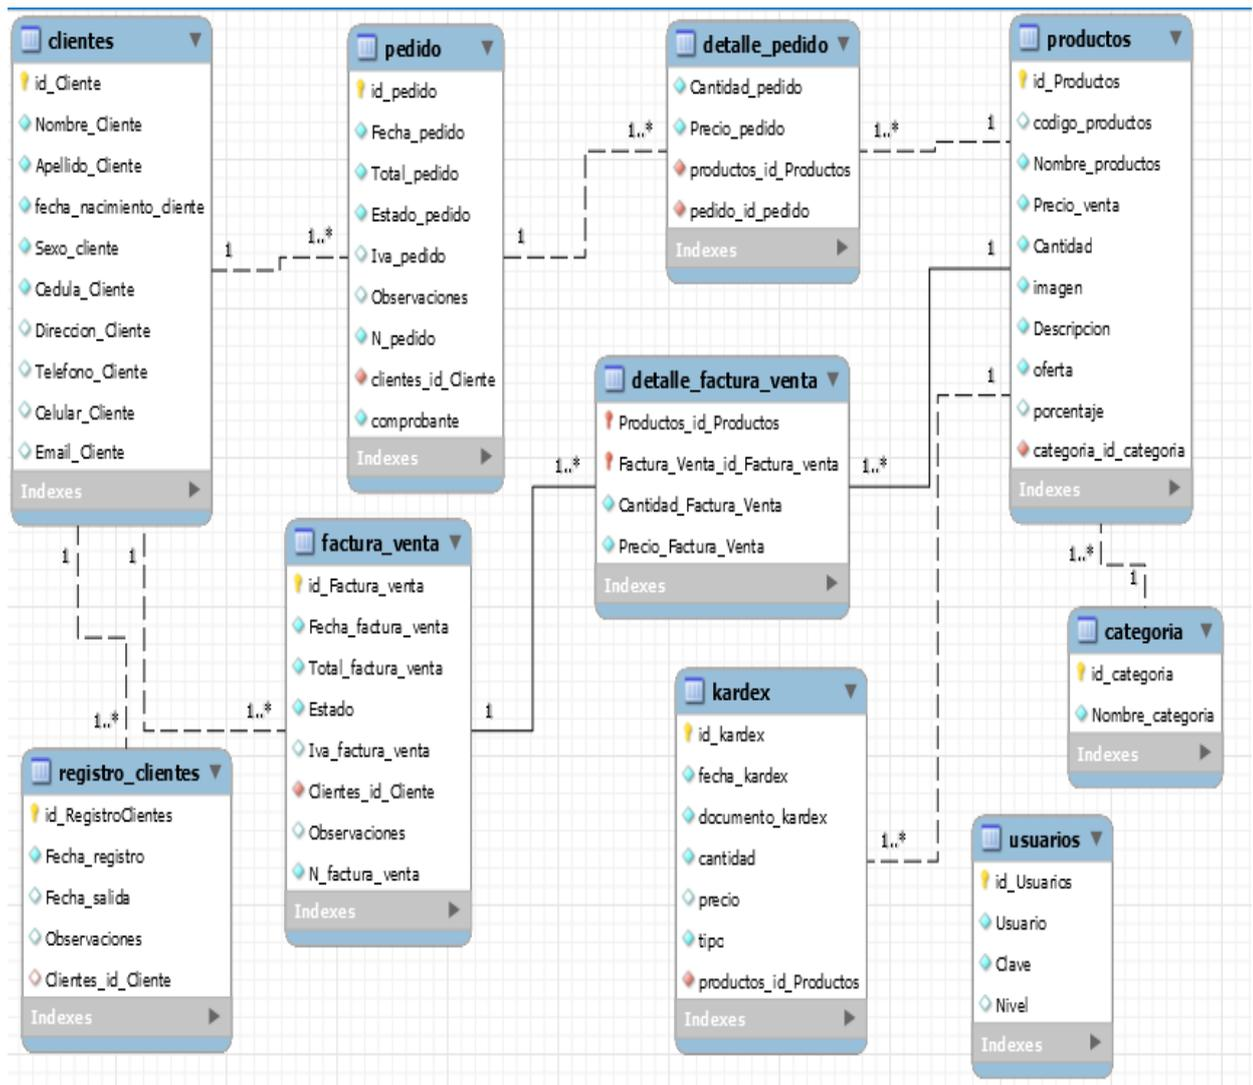 clientes
id_Cliente
Nombre_Cliente
Apellido_Cliente
fecha_nacimiento_cliente
Sexo_cliente
Cedula_Cliente
Direccion_Cliente
Telefono_Cliente
Celular_Cliente
Email_Cliente
Indexes
1
1..*
pedido
id_pedido
Fecha_pedido
Total_pedido
Estado_pedido
Iva_pedido
Observaciones
N_pedido
clientes_id_Cliente
comprobante
Indexes
1
1..*
detalle_pedido
Cantidad_pedido
Precio_pedido
productos_id_Productos
pedido_id_pedido
Indexes
1..*
1
productos
id_Productos
codigo_productos
Nombre_productos
Precio_venta
Cantidad
imagen
Descripcion
oferta
porcentaje
categoria_id_categoria
Indexes
1
1
detalle_factura_venta
Productos_id_Productos
Factura_Venta_id_Factura_venta
Cantidad_Factura_Venta
Precio_Factura_Venta
Indexes
1..*
1..*
1
1
factura_venta
id_Factura_venta
Fecha_factura_venta
Total_factura_venta
Estado
Iva_factura_venta
Clientes_id_Cliente
Observaciones
N_factura_venta
Indexes
1..*
1
1..*
1
categoria
id_categoria
Nombre_categoria
Indexes
kardex
id_kardex
fecha_kardex
documento_kardex
cantidad
precio
tipo
productos_id_Productos
Indexes
1..*
1..*
registro_clientes
id_RegistroClientes
Fecha_registro
Fecha_salida
Observaciones
Clientes_id_Cliente
Indexes
usuarios
id_Usuarios
Usuario
Clave
Nivel
Indexes